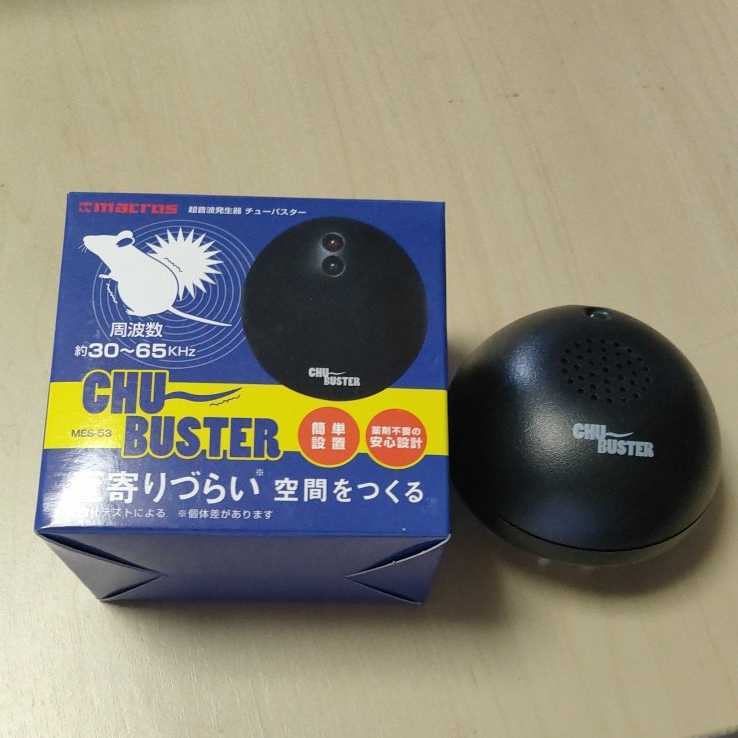 macros 超音波発生器 チューバスター
周波数
約30～65KHz
CHU
BUSTER
MES-53
簡単
設置
薬剤不要の
安心設計
寄りづらい※ 空間をつくる
テストによる ※個体差があります
CHU
BUSTER
CHU
BUSTER